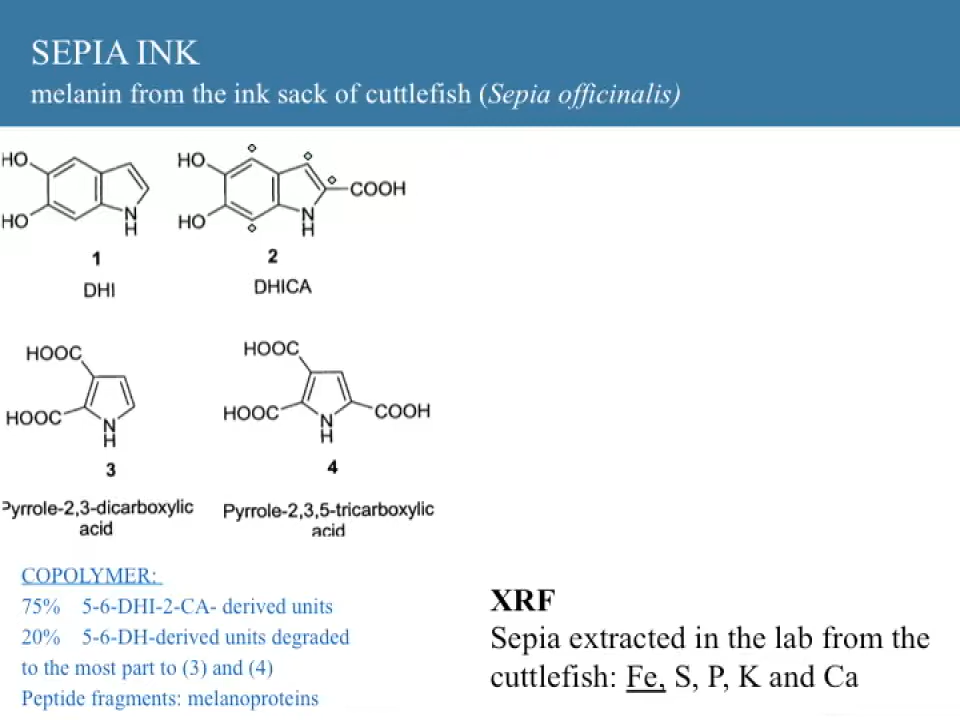 SEPIA INK
melanin from the ink sack of cuttlefish (Sepia officinalis)
HO
HO
N
H
1
DHI
HO
HO
COOH
N
H
2
DHICA
HOOC
HOOC
N
H
3
Pyrrole-2,3-dicarboxylic
acid
HOOC
HOOC
COOH
N
H
4
Pyrrole-2,3,5-tricarboxylic
acid
COPOLYMER:
75% 5-6-DHI-2-CA- derived units
20% 5-6-DH-derived units degraded
to the most part to (3) and (4)
Peptide fragments: melanoproteins
XRF
Sepia extracted in the lab from the
cuttlefish: Fe, S, P, K and Ca